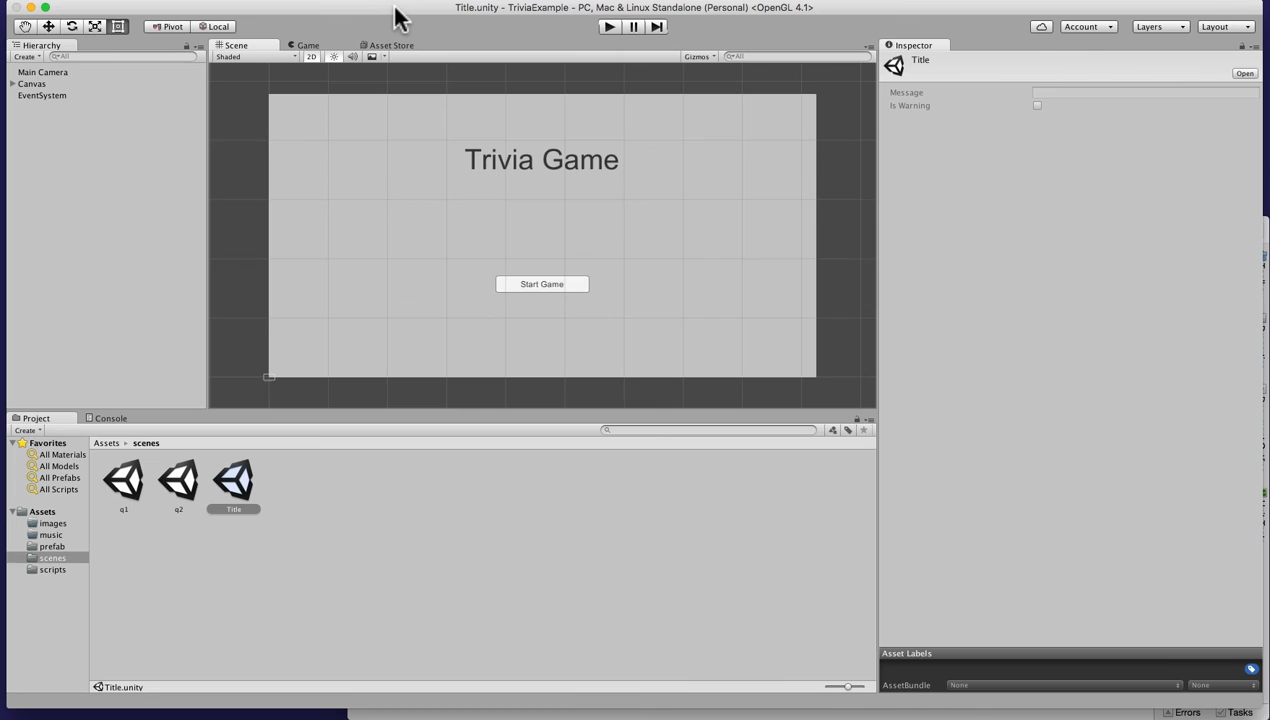 Title.unity - TriviaExample - PC, Mac & Linux Standalone (Personal) <OpenGL 4.1>
Pivot Local Account Layers Layout
Hierarchy
Create All
Main Camera
Canvas
EventSystem
Scene Game Asset Store
Shaded 2D Gizmos All
Trivia Game
Start Game
Inspector
Title
Open
Message
Is Warning
Project Console
Create
Favorites
All Materials
All Models
All Prefabs
All Scripts
Assets
images
music
prefab
scenes
scripts
Assets scenes
q1 q2 Title
Title.unity
Asset Labels
AssetBundle None None
Errors Tasks